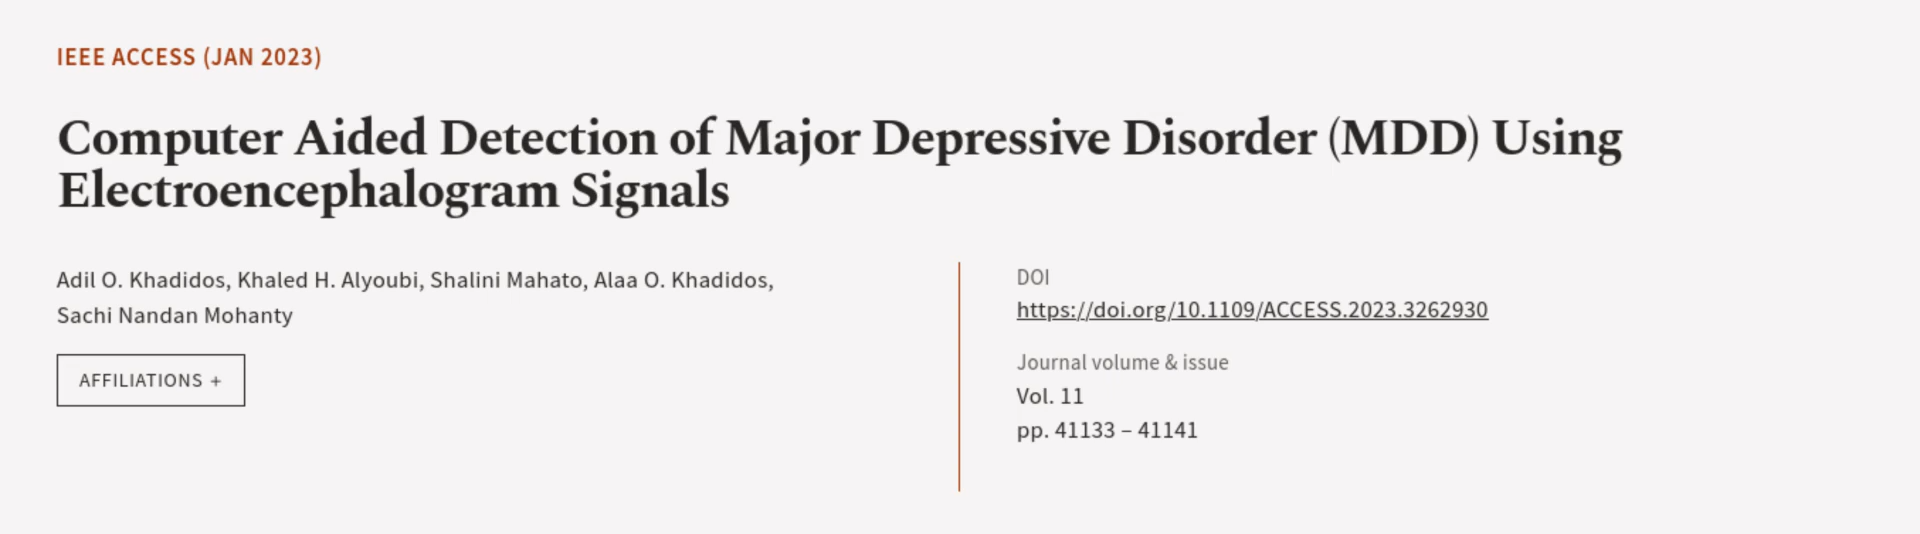 IEEE ACCESS (JAN 2023)
Computer Aided Detection of Major Depressive Disorder (MDD) Using
Electroencephalogram Signals
Adil O. Khadidos, Khaled H. Alyoubi, Shalini Mahato, Alaa O. Khadidos,
Sachi Nandan Mohanty
AFFILIATIONS +
DOI
https://doi.org/10.1109/ACCESS.2023.3262930
Journal volume & issue
Vol. 11
pp. 41133 – 41141